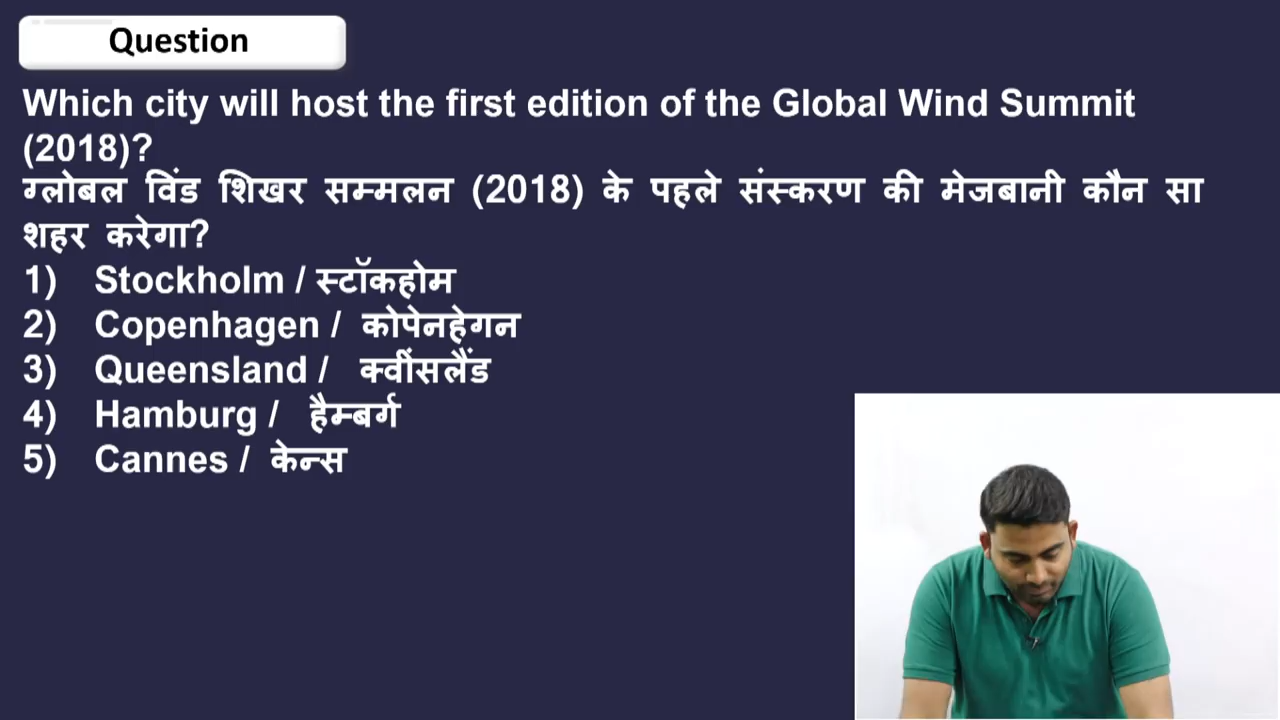 Question
Which city will host the first edition of the Global Wind Summit
(2018)?
ग्लोबल विंड शिखर सम्मलन (2018) के पहले संस्करण की मेजबानी कौन सा
शहर करेगा?
1) Stockholm / स्टॉकहोम
2) Copenhagen / कोपेनहेगन
3) Queensland / क्वींसलैंड
4) Hamburg / हैम्बर्ग
5) Cannes / केन्स